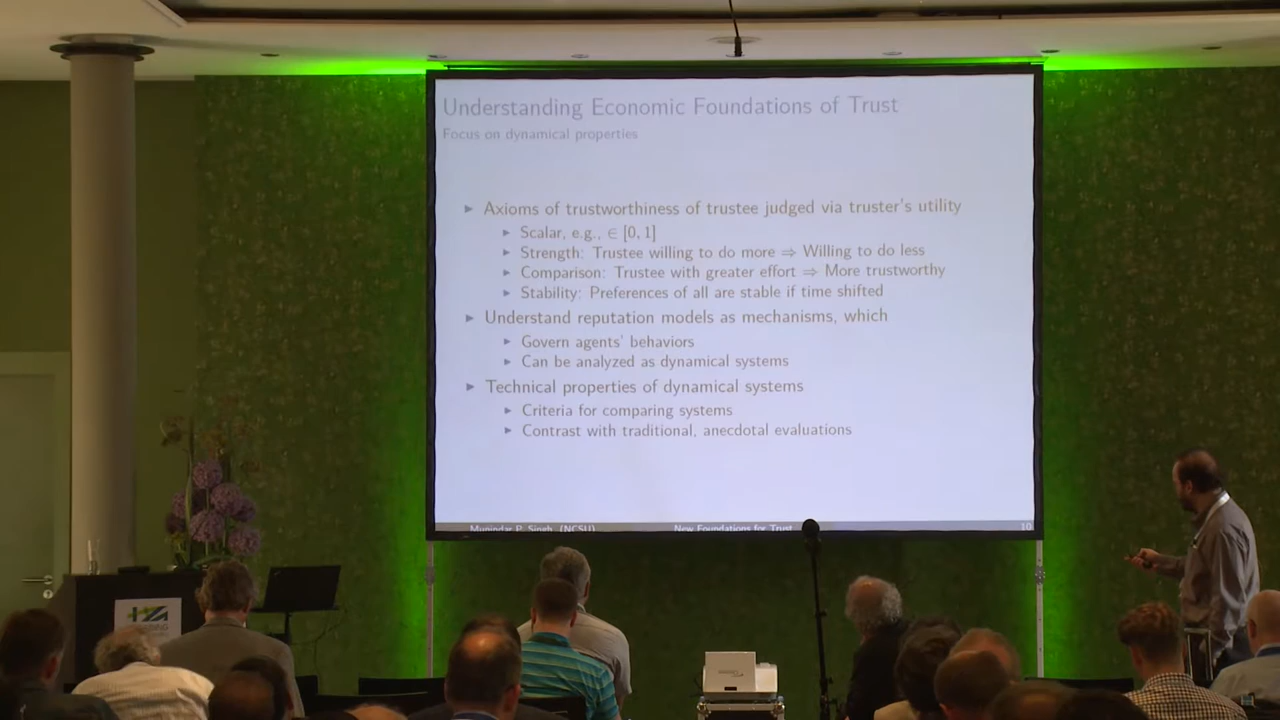 Understanding Economic Foundations of Trust
Focus on dynamical properties
Axioms of trustworthiness of trustee judged via truster's utility
Scalar, e.g., ∈ [0, 1]
Strength: Trustee willing to do more ⇒ Willing to do less
Comparison: Trustee with greater effort ⇒ More trustworthy
Stability: Preferences of all are stable if time shifted
Understand reputation models as mechanisms, which
Govern agents' behaviors
Can be analyzed as dynamical systems
Technical properties of dynamical systems
Criteria for comparing systems
Contrast with traditional, anecdotal evaluations
Munindar P. Singh (NCSU) New Foundations for Trust 10